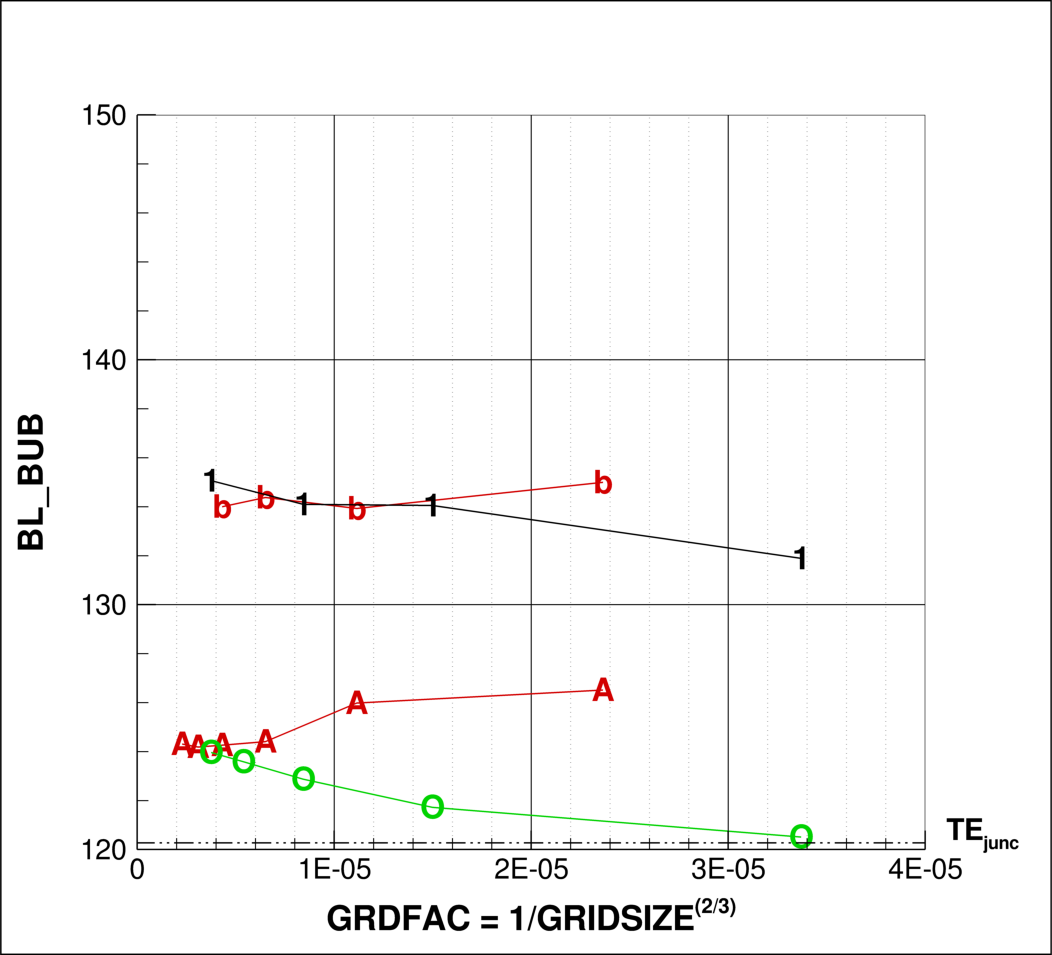 150
140
130
120
BL_BUB
1
b
b
1
b
1
b
1
A
A
A
A
A
A
O
O
O
O
O
TEjunc
0
1E-05
2E-05
3E-05
4E-05
GRDFAC = 1/GRIDSIZE(2/3)